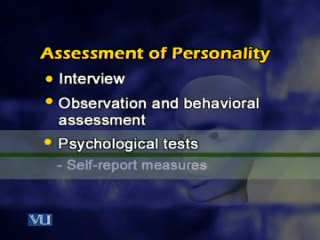 Assessment of Personality
• Interview
• Observation and behavioral
assessment
• Psychological tests
- Self-report measures
VU